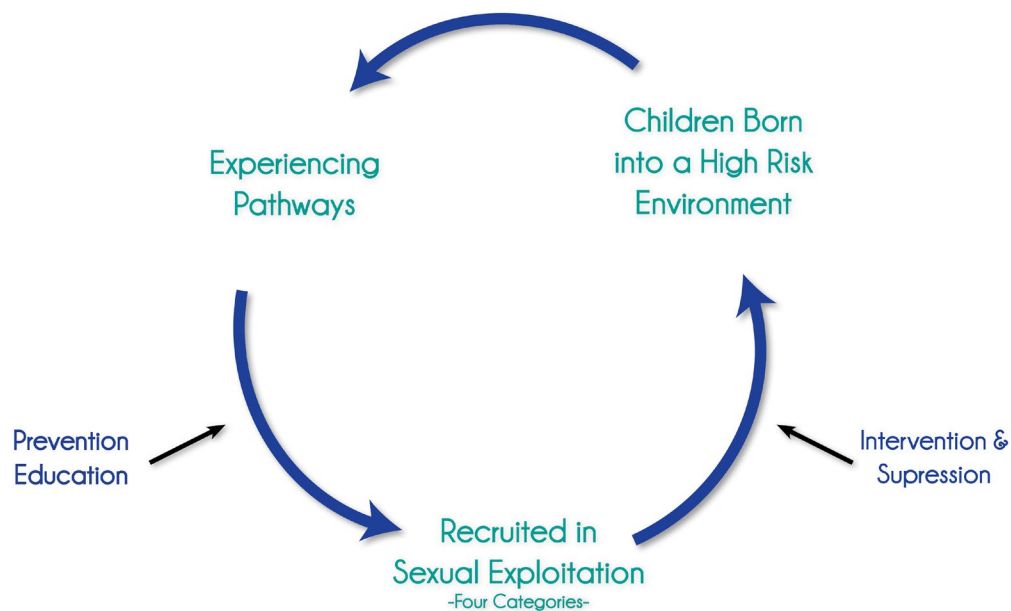 Children Born
into a High Risk
Environment
Experiencing
Pathways
Prevention
Education
Recruited in
Sexual Exploitation
-Four Categories-
Intervention &
Supression